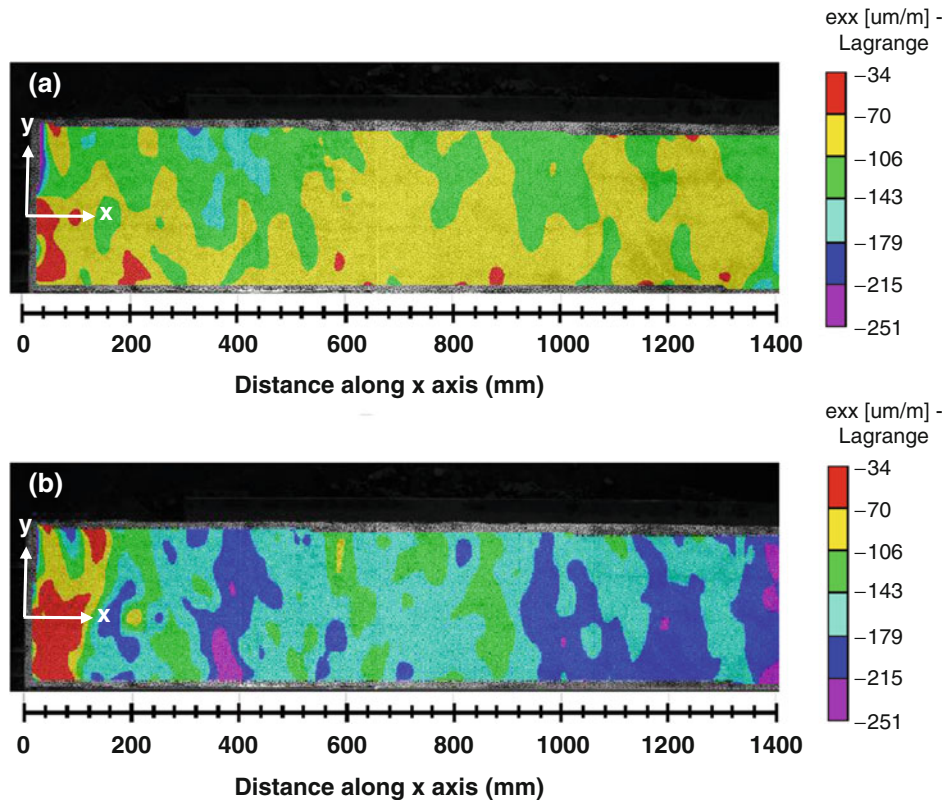 exx [um/m] -
Lagrange
(a)
y
x
−34
−70
−106
−143
−179
−215
−251
0 200 400 600 800 1000 1200 1400
Distance along x axis (mm)
exx [um/m] -
Lagrange
(b)
y
x
−34
−70
−106
−143
−179
−215
−251
0 200 400 600 800 1000 1200 1400
Distance along x axis (mm)